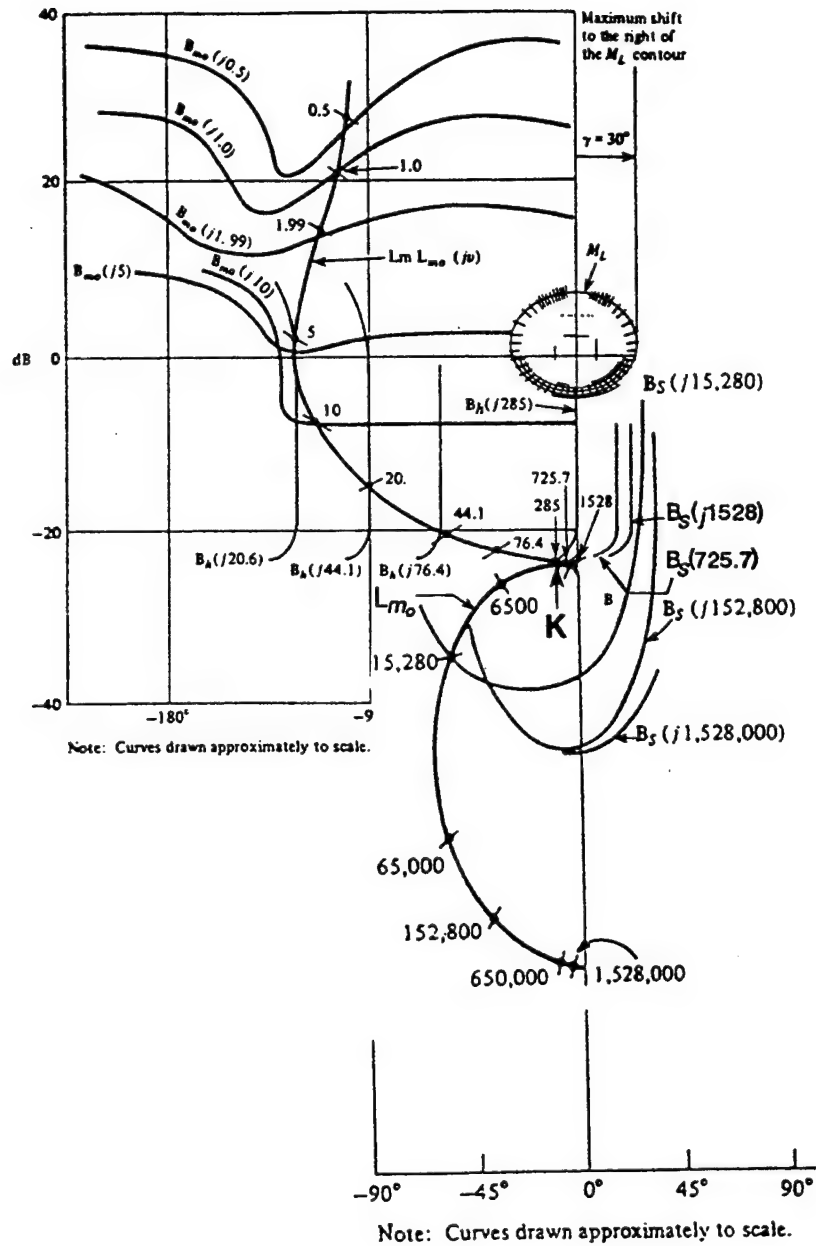 40
20
dB
0
−20
−40
−180°
−9
Note: Curves drawn approximately to scale.
Maximum shift
to the right of
the M_L contour
γ = 30°
M_L
B_mo (j0.5)
B_mo (j1.0)
B_mo (j1.99)
B_mo (j5)
B_mo (j10)
0.5
1.0
1.99
Lm L_mo (jv)
5
10
20.
44.1
76.4
285
725.7
1528
B_h (j285)
B_h (j20.6)
B_h (j44.1)
B_h (j76.4)
B_S (j15,280)
B_S (j1528)
B_S (725.7)
B
B_S (j152,800)
B_S (j1,528,000)
L_mo
K
6500
15,280
65,000
152,800
650,000
1,528,000
−90°
−45°
0°
45°
90°
Note: Curves drawn approximately to scale.